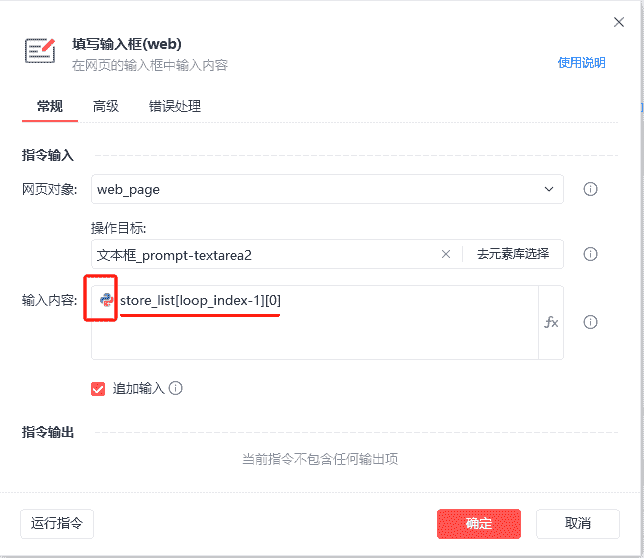 填写输入框(web)
在网页的输入框中输入内容
使用说明
常规 高级 错误处理
指令输入
网页对象: web_page
操作目标:
文本框_prompt-textarea2 去元素库选择
输入内容: store_list[loop_index-1][0] fx
追加输入
指令输出
当前指令不包含任何输出项
运行指令 确定 取消